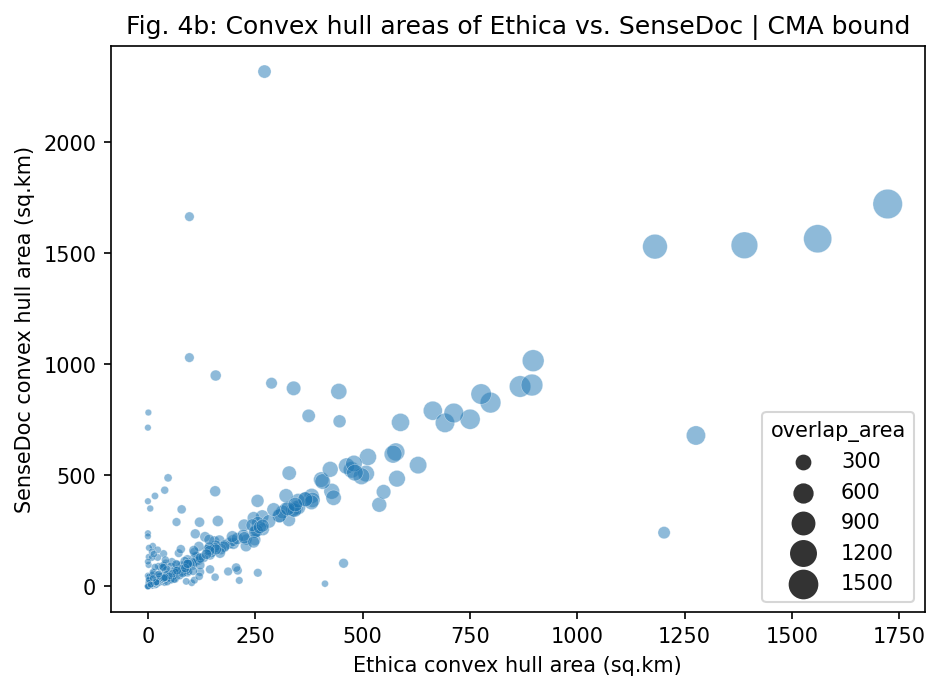 Fig. 4b: Convex hull areas of Ethica vs. SenseDoc | CMA bound
SenseDoc convex hull area (sq.km)
2000
1500
1000
500
0
0 250 500 750 1000 1250 1500 1750
Ethica convex hull area (sq.km)
overlap_area
300
600
900
1200
1500